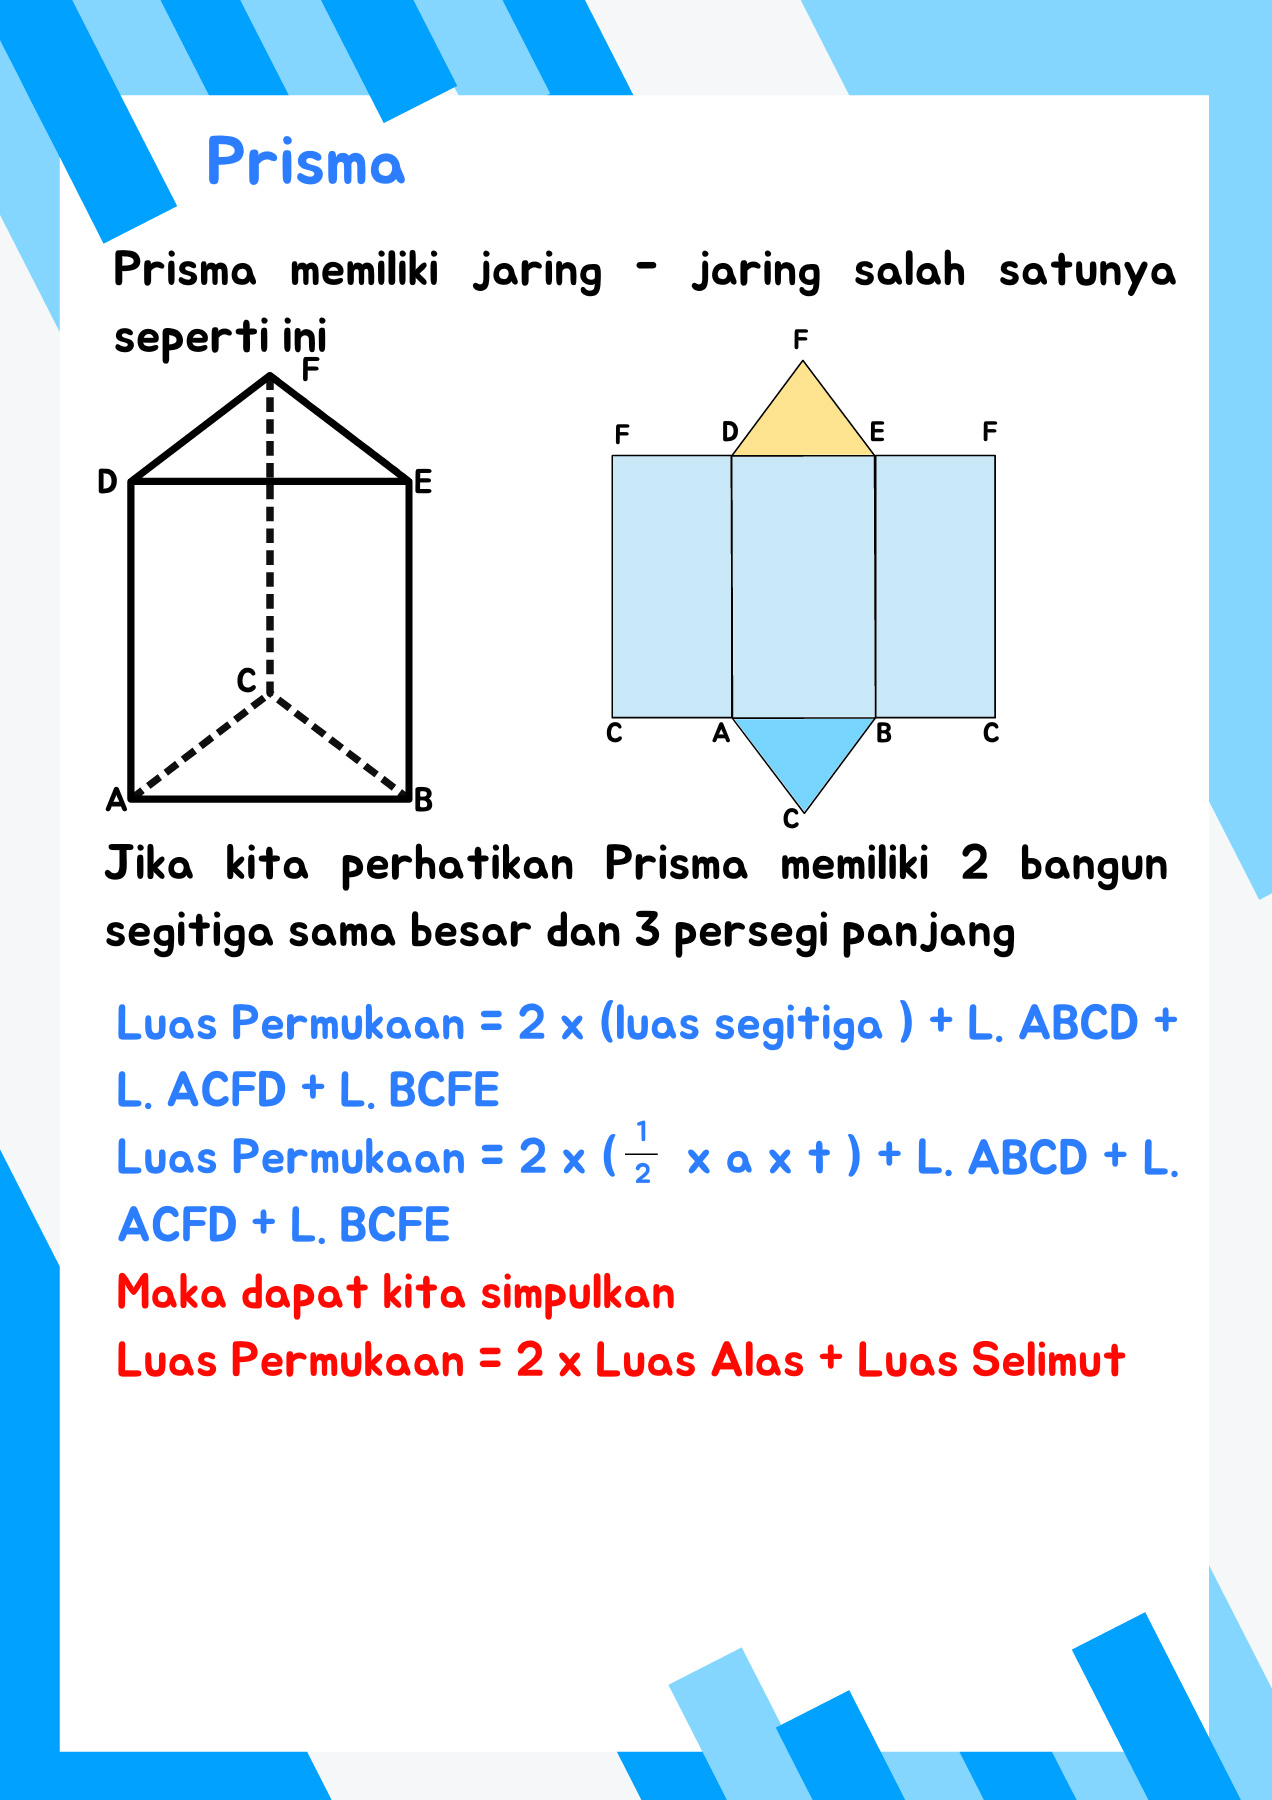 Prisma
Prisma memiliki jaring - jaring salah satunya
seperti ini
F
D
E
C
A
B
F
F
D
E
F
C
A
B
C
C
Jika kita perhatikan Prisma memiliki 2 bangun
segitiga sama besar dan 3 persegi panjang
Luas Permukaan = 2 x (luas segitiga ) + L. ABCD +
L. ACFD + L. BCFE
Luas Permukaan = 2 x ( 1/2 x a x t ) + L. ABCD + L.
ACFD + L. BCFE
Maka dapat kita simpulkan
Luas Permukaan = 2 x Luas Alas + Luas Selimut